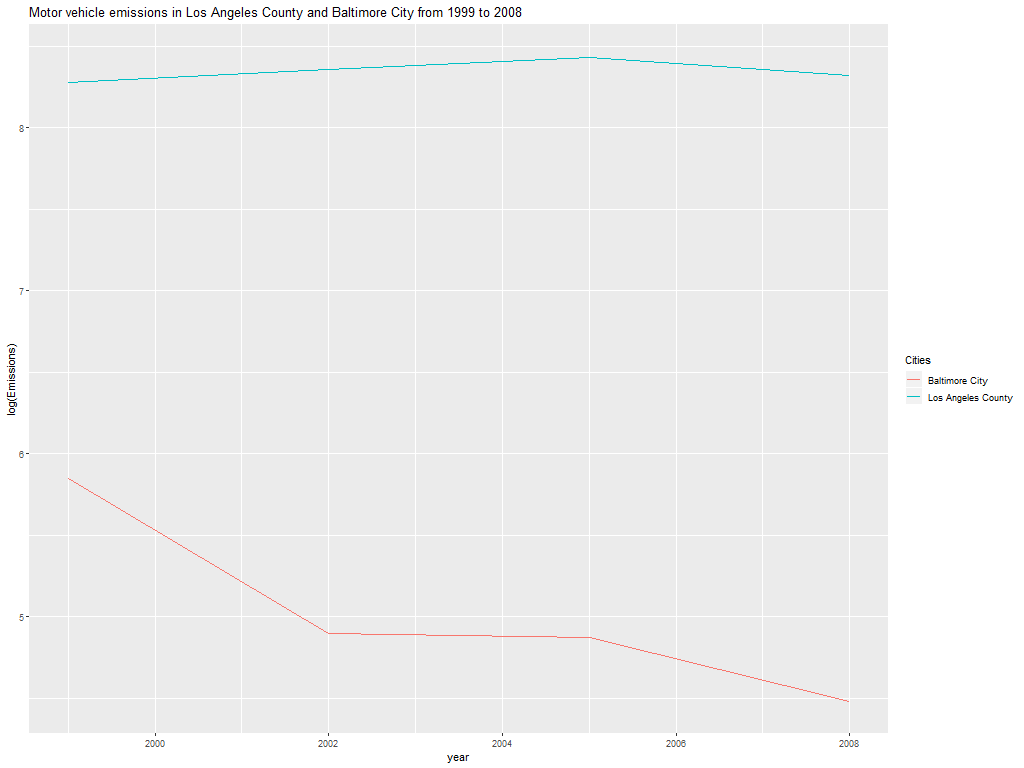 Motor vehicle emissions in Los Angeles County and Baltimore City from 1999 to 2008
8
7
6
5
log(Emissions)
2000 2002 2004 2006 2008
year
Cities
Baltimore City
Los Angeles County